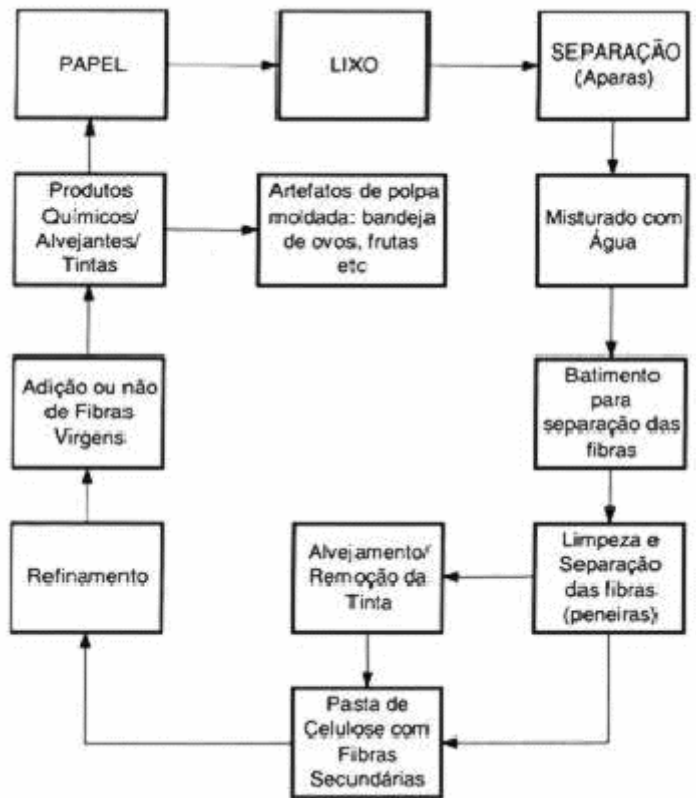 PAPEL
LIXO
SEPARAÇÃO
(Aparas)
Produtos
Químicos/
Alvejantes/
Tintas
Artefatos de polpa
moldada: bandeja
de ovos, frutas
etc
Misturado com
Água
Adição ou não
de Fibras
Virgens
Batimento
para
separação das
fibras
Refinamento
Alvejamento/
Remoção da
Tinta
Limpeza e
Separação
das fibras
(peneiras)
Pasta de
Celulose com
Fibras
Secundárias